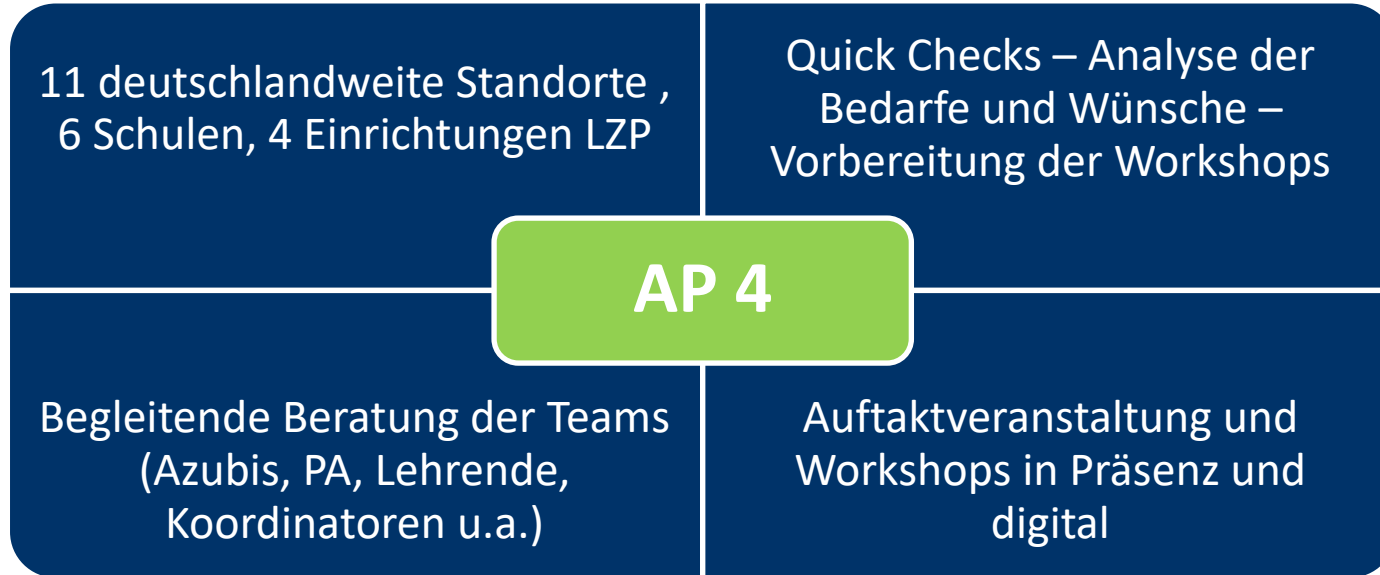 11 deutschlandweite Standorte ,
6 Schulen, 4 Einrichtungen LZP
Quick Checks – Analyse der
Bedarfe und Wünsche –
Vorbereitung der Workshops
AP 4
Begleitende Beratung der Teams
(Azubis, PA, Lehrende,
Koordinatoren u.a.)
Auftaktveranstaltung und
Workshops in Präsenz und
digital